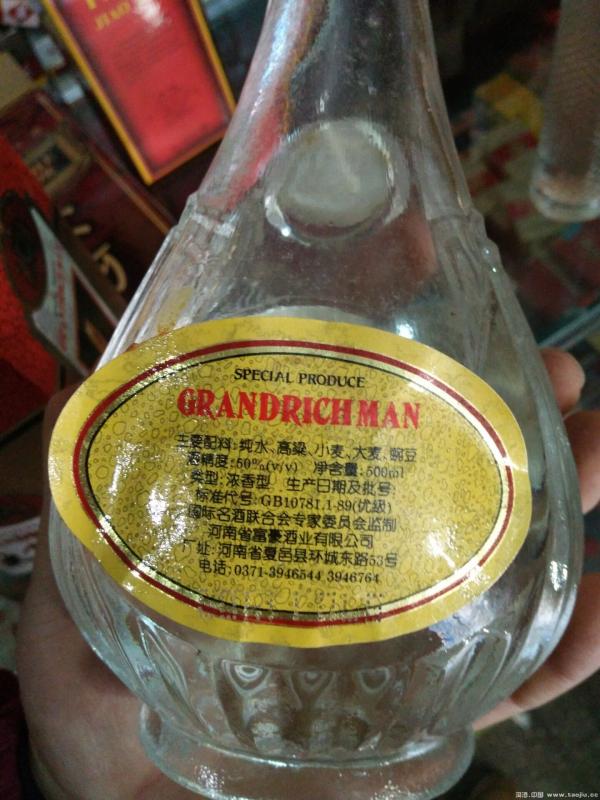 SPECIAL PRODUCE
GRANDRICH MAN
主要配料:纯水、高粱、小麦、大麦、豌豆
酒精度:50%(v/v) 净含量:500ml
类型:浓香型 生产日期及批号:
标准代号:GB10781.1-89(优级)
国际名酒联合会专家委员会监制
河南省富豪酒业有限公司
厂址:河南省夏邑县环城东路53号
电话:0371-3946544 3946764
www.taojiu.cc